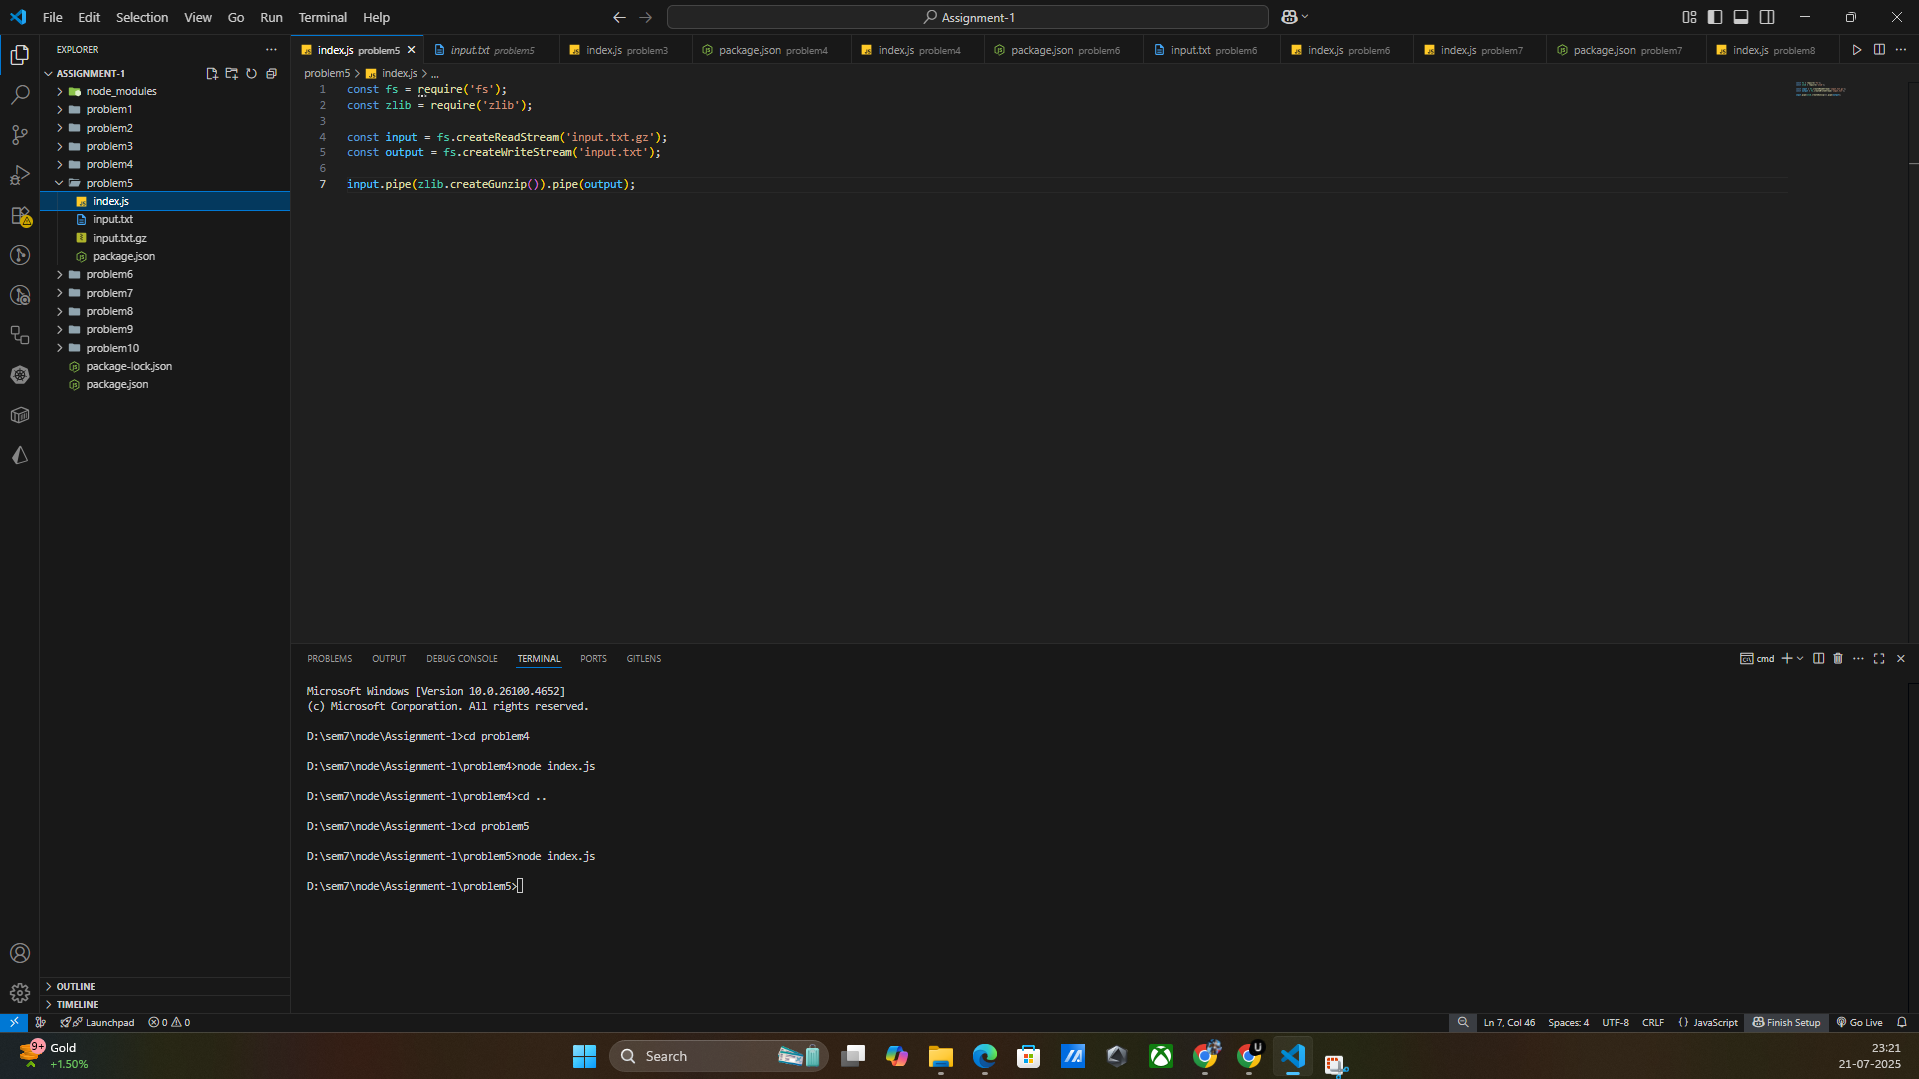 File Edit Selection View Go Run Terminal Help
Assignment-1
EXPLORER
index.js problem5
input.txt problem5
index.js problem3
package.json problem4
index.js problem4
package.json problem6
input.txt problem6
index.js problem6
index.js problem7
package.json problem7
index.js problem8
ASSIGNMENT-1
node_modules
problem1
problem2
problem3
problem4
problem5
index.js
input.txt
input.txt.gz
package.json
problem6
problem7
problem8
problem9
problem10
package-lock.json
package.json
OUTLINE
TIMELINE
problem5 > index.js > ...
1 const fs = require('fs');
2 const zlib = require('zlib');
3
4 const input = fs.createReadStream('input.txt.gz');
5 const output = fs.createWriteStream('input.txt');
6
7 input.pipe(zlib.createGunzip()).pipe(output);
PROBLEMS OUTPUT DEBUG CONSOLE TERMINAL PORTS GITLENS
cmd
Microsoft Windows [Version 10.0.26100.4652]
(c) Microsoft Corporation. All rights reserved.
D:\sem7\node\Assignment-1>cd problem4
D:\sem7\node\Assignment-1\problem4>node index.js
D:\sem7\node\Assignment-1\problem4>cd ..
D:\sem7\node\Assignment-1>cd problem5
D:\sem7\node\Assignment-1\problem5>node index.js
D:\sem7\node\Assignment-1\problem5>
Launchpad 0 0
Ln 7, Col 46 Spaces: 4 UTF-8 CRLF {} JavaScript Finish Setup Go Live
9+
Gold
+1.50%
Search
U
23:21
21-07-2025